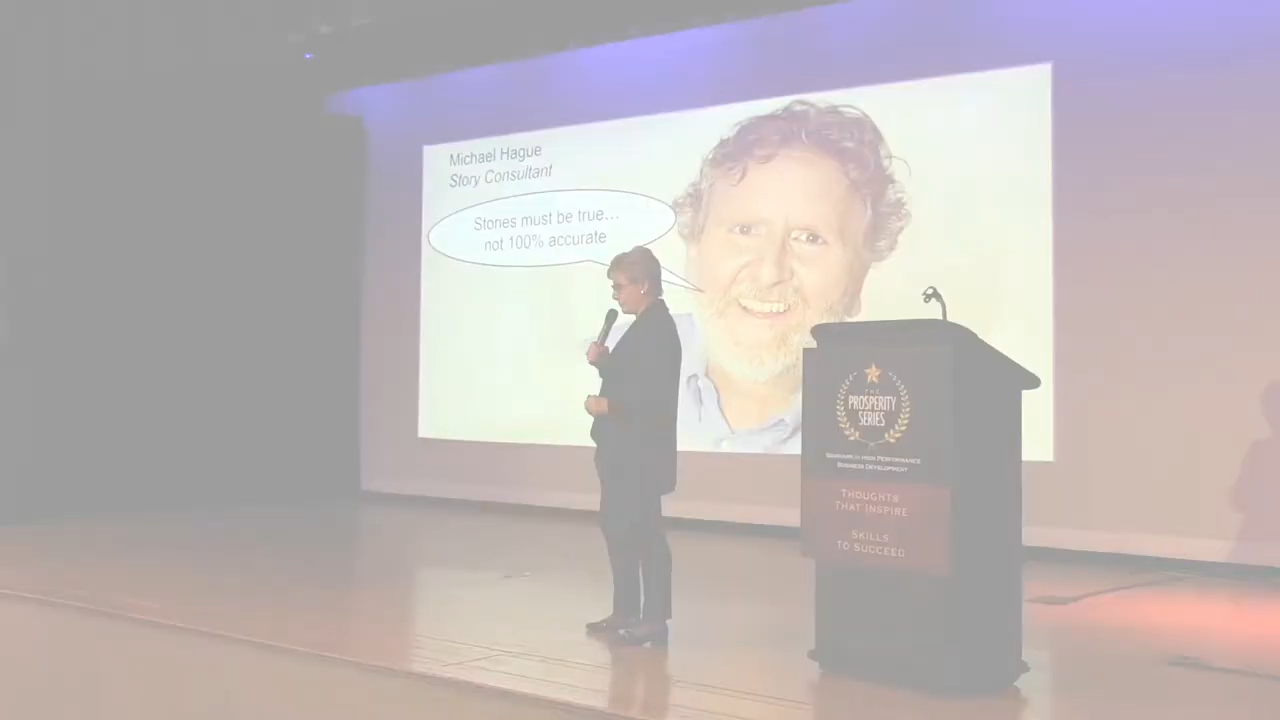 Michael Hague
Story Consultant
Stories must be true...
not 100% accurate
THE
PROSPERITY
SERIES
SEMINARS IN HIGH PERFORMANCE
BUSINESS DEVELOPMENT
THOUGHTS
THAT INSPIRE
SKILLS
TO SUCCEED